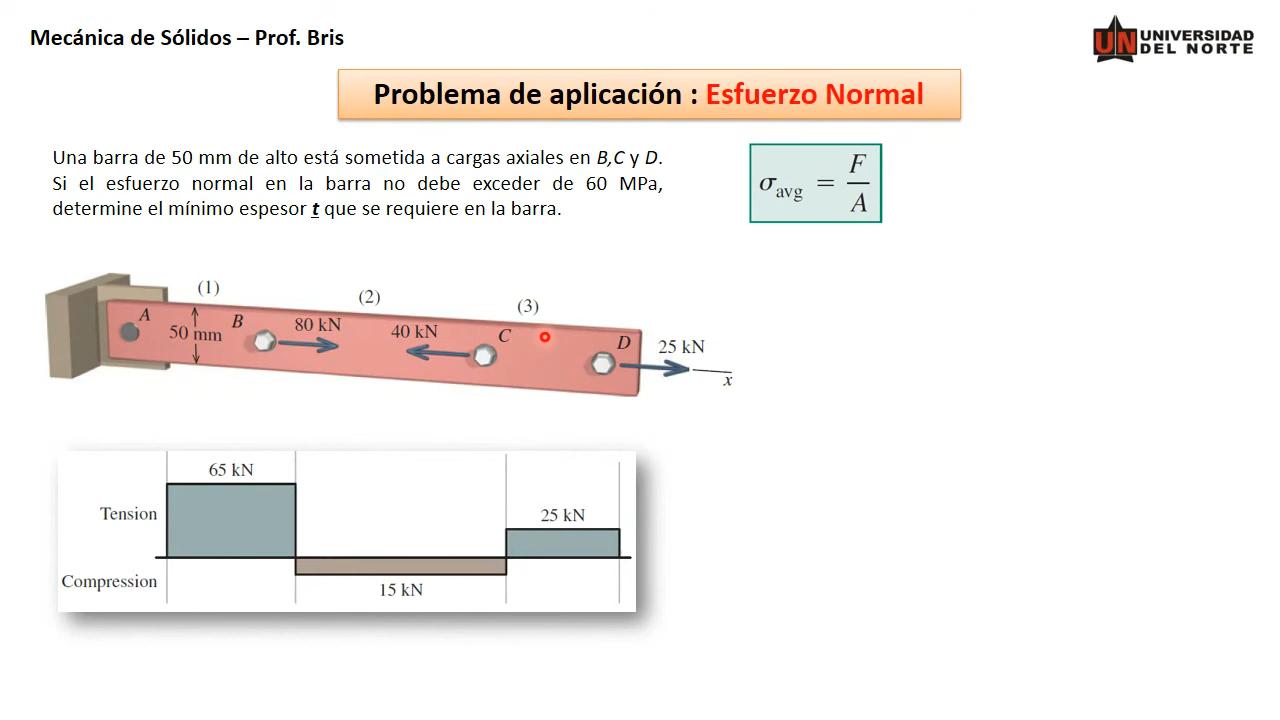 Mecánica de Sólidos – Prof. Bris
UNIVERSIDAD
UN
DEL NORTE
Problema de aplicación : Esfuerzo Normal
Una barra de 50 mm de alto está sometida a cargas axiales en B,C y D.
Si el esfuerzo normal en la barra no debe exceder de 60 MPa,
determine el mínimo espesor t que se requiere en la barra.
σavg = F/A
(1)
(2)
(3)
A
B
50 mm
80 kN
40 kN
C
D
25 kN
x
65 kN
Tension
25 kN
Compression
15 kN